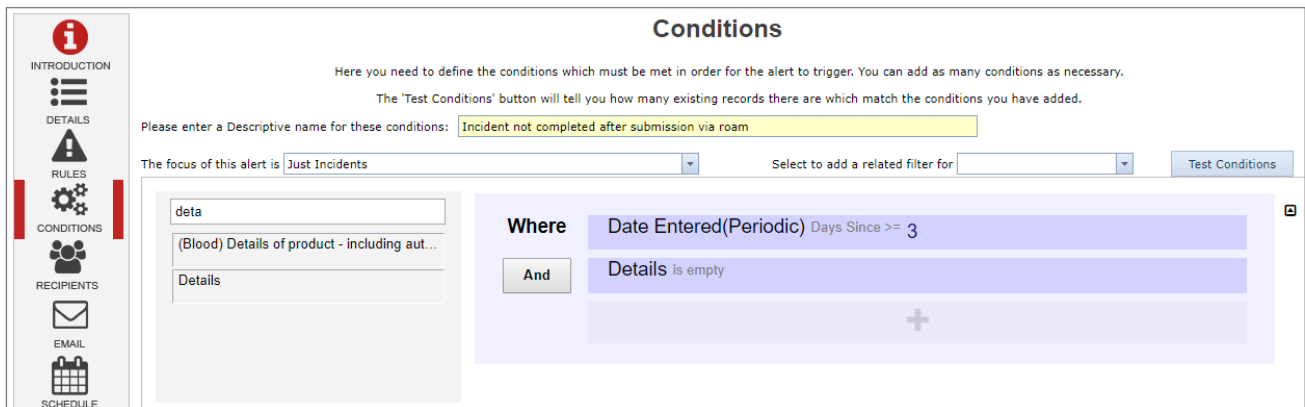 Conditions
INTRODUCTION
Here you need to define the conditions which must be met in order for the alert to trigger. You can add as many conditions as necessary.
The 'Test Conditions' button will tell you how many existing records there are which match the conditions you have added.
DETAILS
Please enter a Descriptive name for these conditions: Incident not completed after submission via roam
The focus of this alert is Just Incidents Select to add a related filter for Test Conditions
RULES
deta
CONDITIONS
(Blood) Details of product - including aut...
Details
Where Date Entered(Periodic) Days Since >= 3
And Details is empty
RECIPIENTS
EMAIL
SCHEDULE